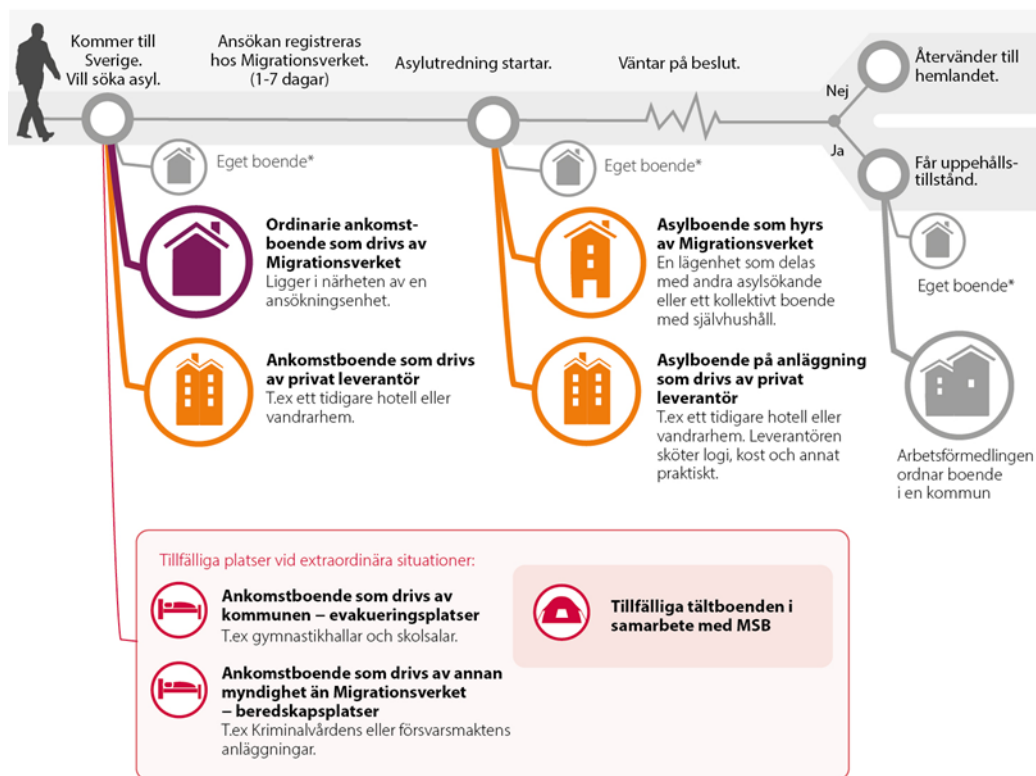 Kommer till
Sverige.
Vill söka asyl.
Ansökan registreras
hos Migrationsverket.
(1-7 dagar)
Asylutredning startar.
Väntar på beslut.
Nej
Ja
Återvänder till
hemlandet.
Får uppehålls-
tillstånd.
Eget boende*
Ordinarie ankomst-
boende som drivs av
Migrationsverket
Ligger i närheten av en
ansökningsenhet.
Ankomstboende som drivs
av privat leverantör
T.ex ett tidigare hotell eller
vandrarhem.
Eget boende*
Asylboende som hyrs
av Migrationsverket
En lägenhet som delas
med andra asylsökande
eller ett kollektivt boende
med självhushåll.
Asylboende på anläggning
som drivs av privat
leverantör
T.ex ett tidigare hotell eller
vandrarhem. Leverantören
sköter logi, kost och annat
praktiskt.
Eget boende*
Arbetsförmedlingen
ordnar boende
i en kommun
Tillfälliga platser vid extraordinära situationer:
Ankomstboende som drivs av
kommunen – evakueringsplatser
T.ex gymnastikhallar och skolsalar.
Ankomstboende som drivs av annan
myndighet än Migrationsverket
– beredskapsplatser
T.ex Kriminalvårdens eller försvarsmaktens
anläggningar.
Tillfälliga tältboenden i
samarbete med MSB